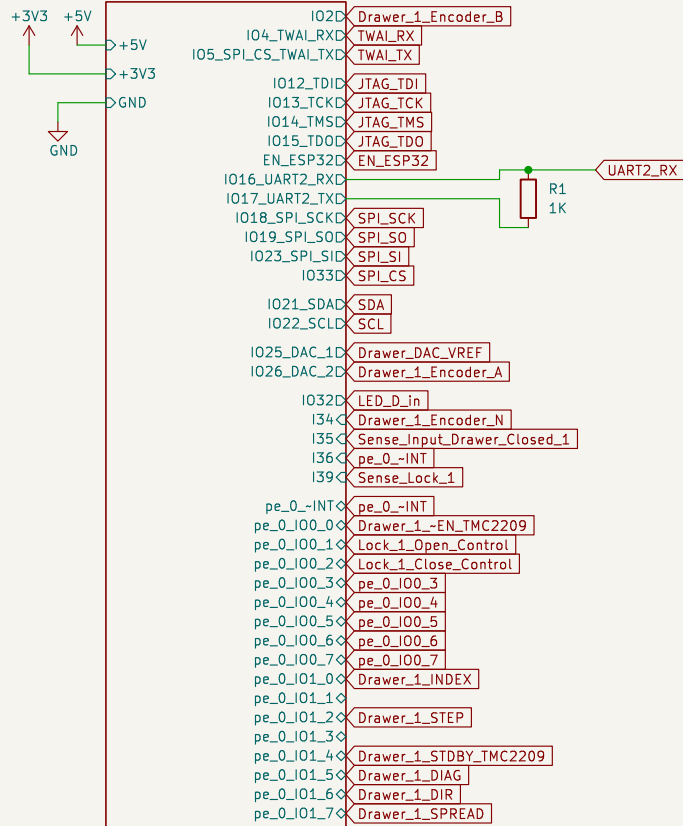 +3V3 +5V
+5V
+3V3
GND
GND
IO2 Drawer_1_Encoder_B
IO4_TWAI_RX TWAI_RX
IO5_SPI_CS_TWAI_TX TWAI_TX
IO12_TDI JTAG_TDI
IO13_TCK JTAG_TCK
IO14_TMS JTAG_TMS
IO15_TDO JTAG_TDO
EN_ESP32 EN_ESP32
IO16_UART2_RX UART2_RX
IO17_UART2_TX R1
1K
IO18_SPI_SCK SPI_SCK
IO19_SPI_SO SPI_SO
IO23_SPI_SI SPI_SI
IO33 SPI_CS
IO21_SDA SDA
IO22_SCL SCL
IO25_DAC_1 Drawer_DAC_VREF
IO26_DAC_2 Drawer_1_Encoder_A
IO32 LED_D_in
I34 Drawer_1_Encoder_N
I35 Sense_Input_Drawer_Closed_1
I36 pe_0_~INT
I39 Sense_Lock_1
pe_0_~INT pe_0_~INT
pe_0_IO0_0 Drawer_1_~EN_TMC2209
pe_0_IO0_1 Lock_1_Open_Control
pe_0_IO0_2 Lock_1_Close_Control
pe_0_IO0_3 pe_0_IO0_3
pe_0_IO0_4 pe_0_IO0_4
pe_0_IO0_5 pe_0_IO0_5
pe_0_IO0_6 pe_0_IO0_6
pe_0_IO0_7 pe_0_IO0_7
pe_0_IO1_0 Drawer_1_INDEX
pe_0_IO1_1
pe_0_IO1_2 Drawer_1_STEP
pe_0_IO1_3
pe_0_IO1_4 Drawer_1_STDBY_TMC2209
pe_0_IO1_5 Drawer_1_DIAG
pe_0_IO1_6 Drawer_1_DIR
pe_0_IO1_7 Drawer_1_SPREAD